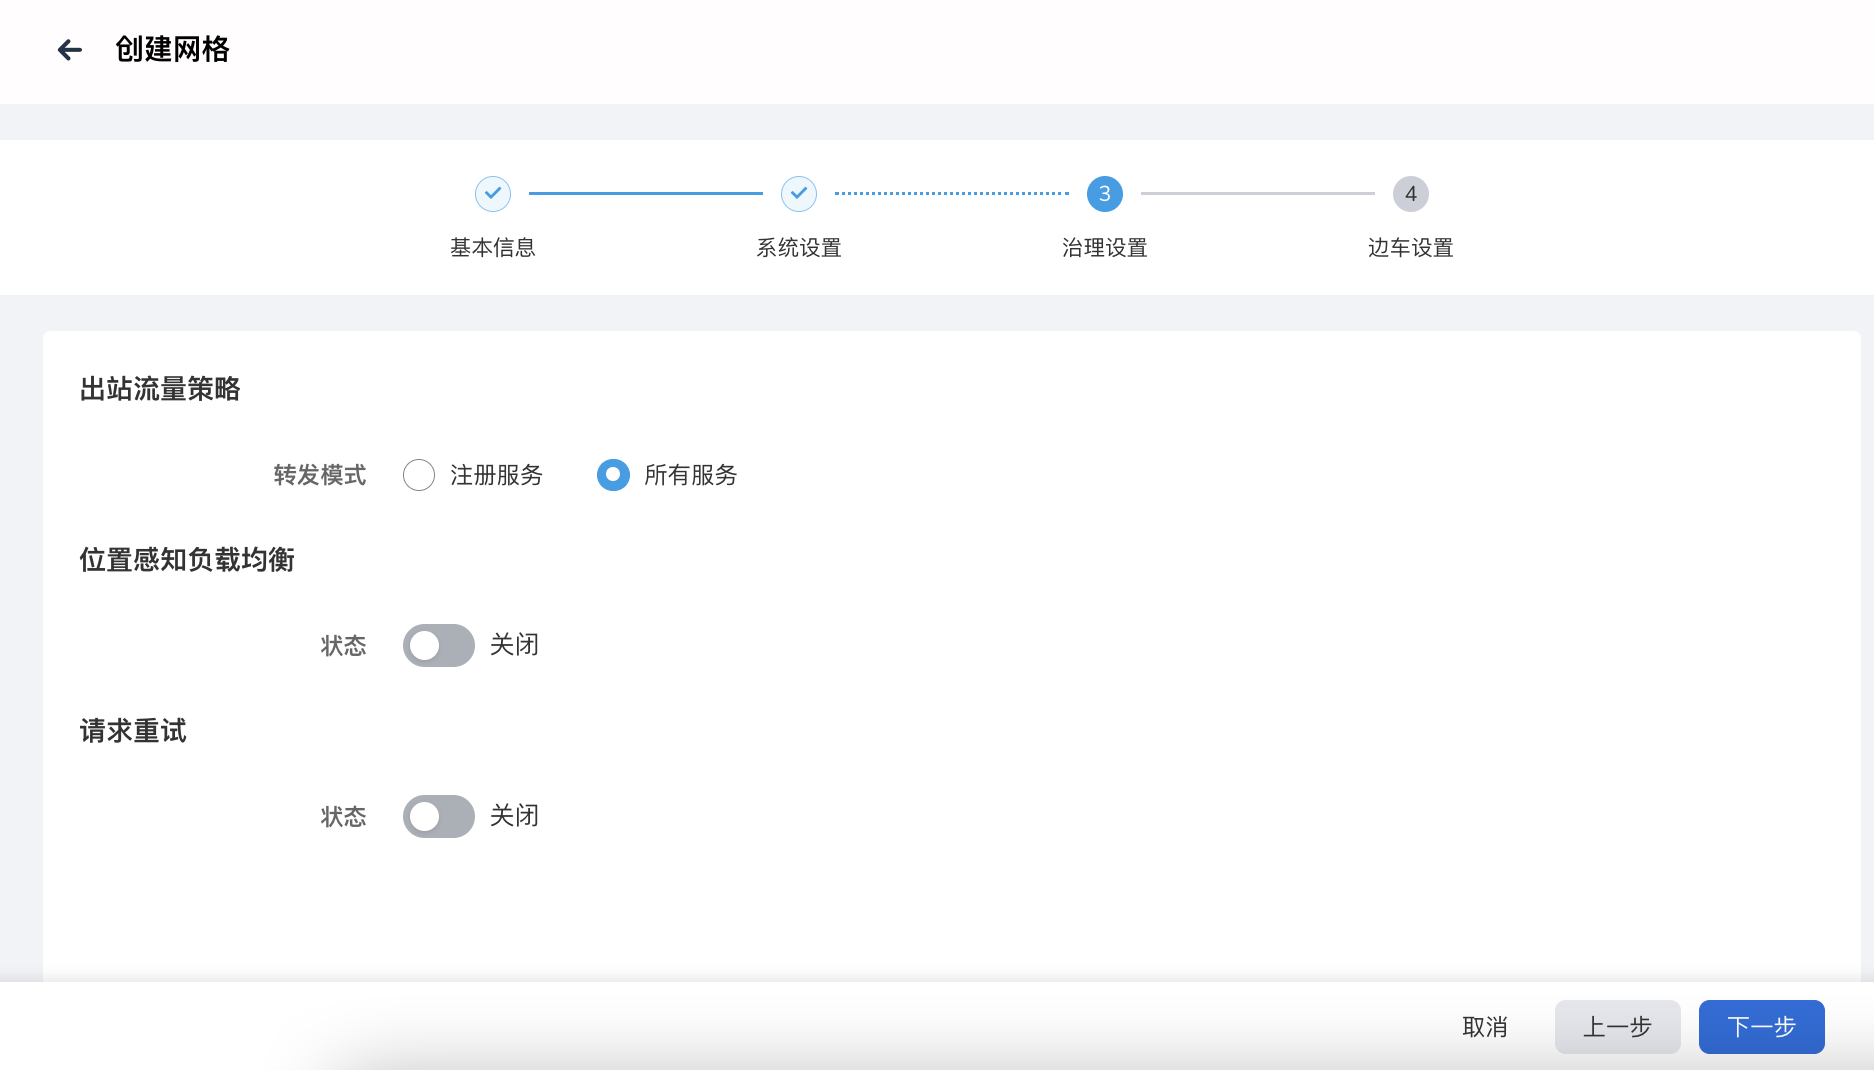 创建网格
3
4
基本信息
系统设置
治理设置
边车设置
出站流量策略
转发模式
注册服务
所有服务
位置感知负载均衡
状态
关闭
请求重试
状态
关闭
取消
上一步
下一步